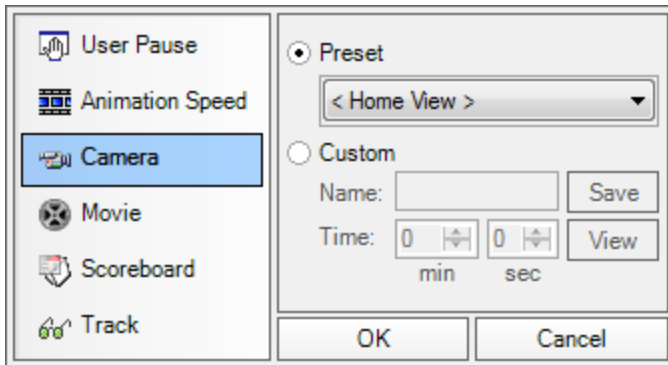 User Pause
Animation Speed
Camera
Movie
Scoreboard
Track
Preset
< Home View >
Custom
Name:
Save
Time: 0 0 View
min sec
OK Cancel